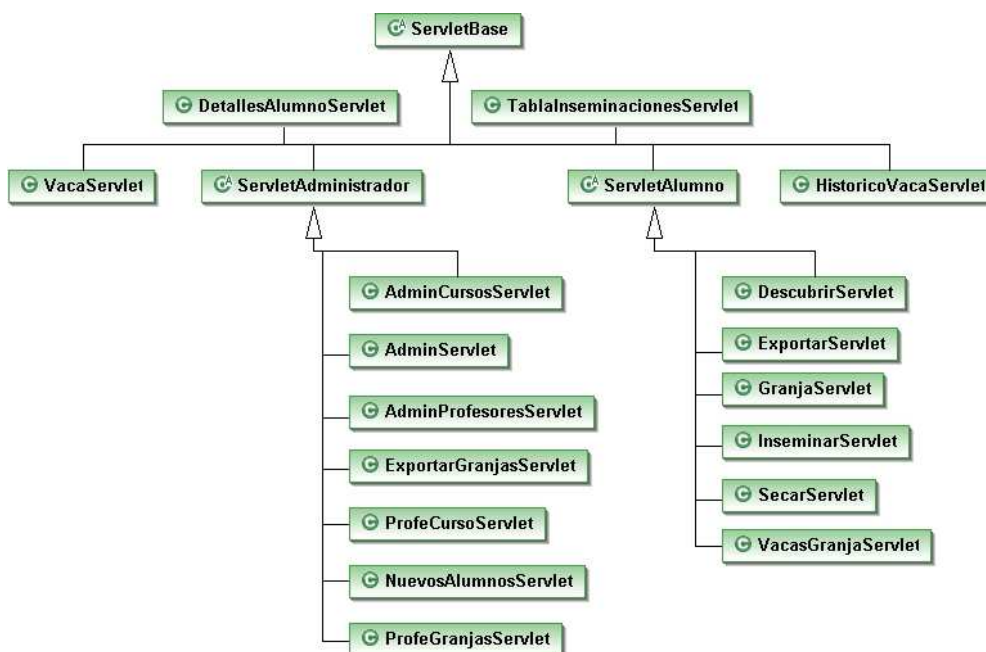 ServletBase
DetallesAlumnoServlet
TablaInseminacionesServlet
VacaServlet
ServletAdministrador
ServletAlumno
HistoricoVacaServlet
AdminCursosServlet
DescubrirServlet
AdminServlet
ExportarServlet
GranjaServlet
AdminProfesoresServlet
InseminarServlet
ExportarGranjasServlet
SecarServlet
ProfeCursoServlet
VacasGranjaServlet
NuevosAlumnosServlet
ProfeGranjasServlet